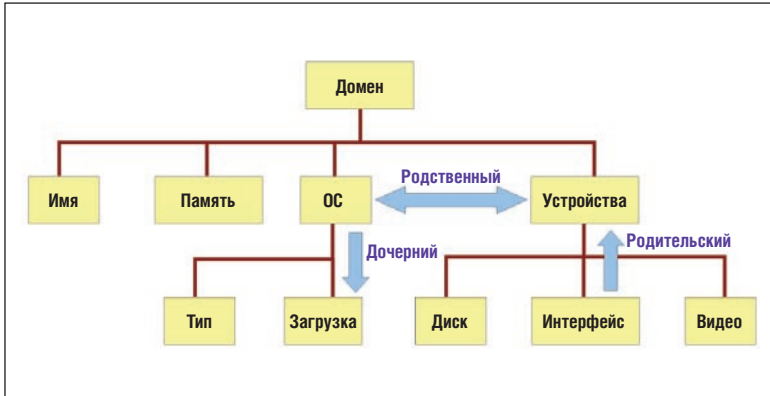 Домен
Родственный
Имя
Память
ОС
Устройства
Дочерний
Родительский
Тип
Загрузка
Диск
Интерфейс
Видео